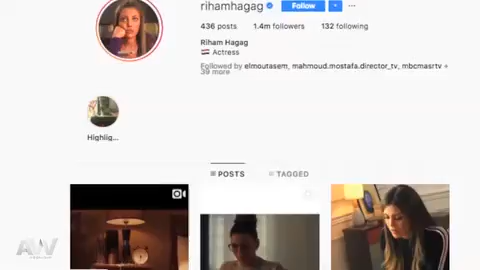 rihamhagag Follow
436 posts 1.4m followers 132 following
Riham Hagag
Actress
Followed by elmoutasem, mahmoud.mostafa.director_tv, mbcmasrtv +
39 more
Highlig...
POSTS TAGGED
AW